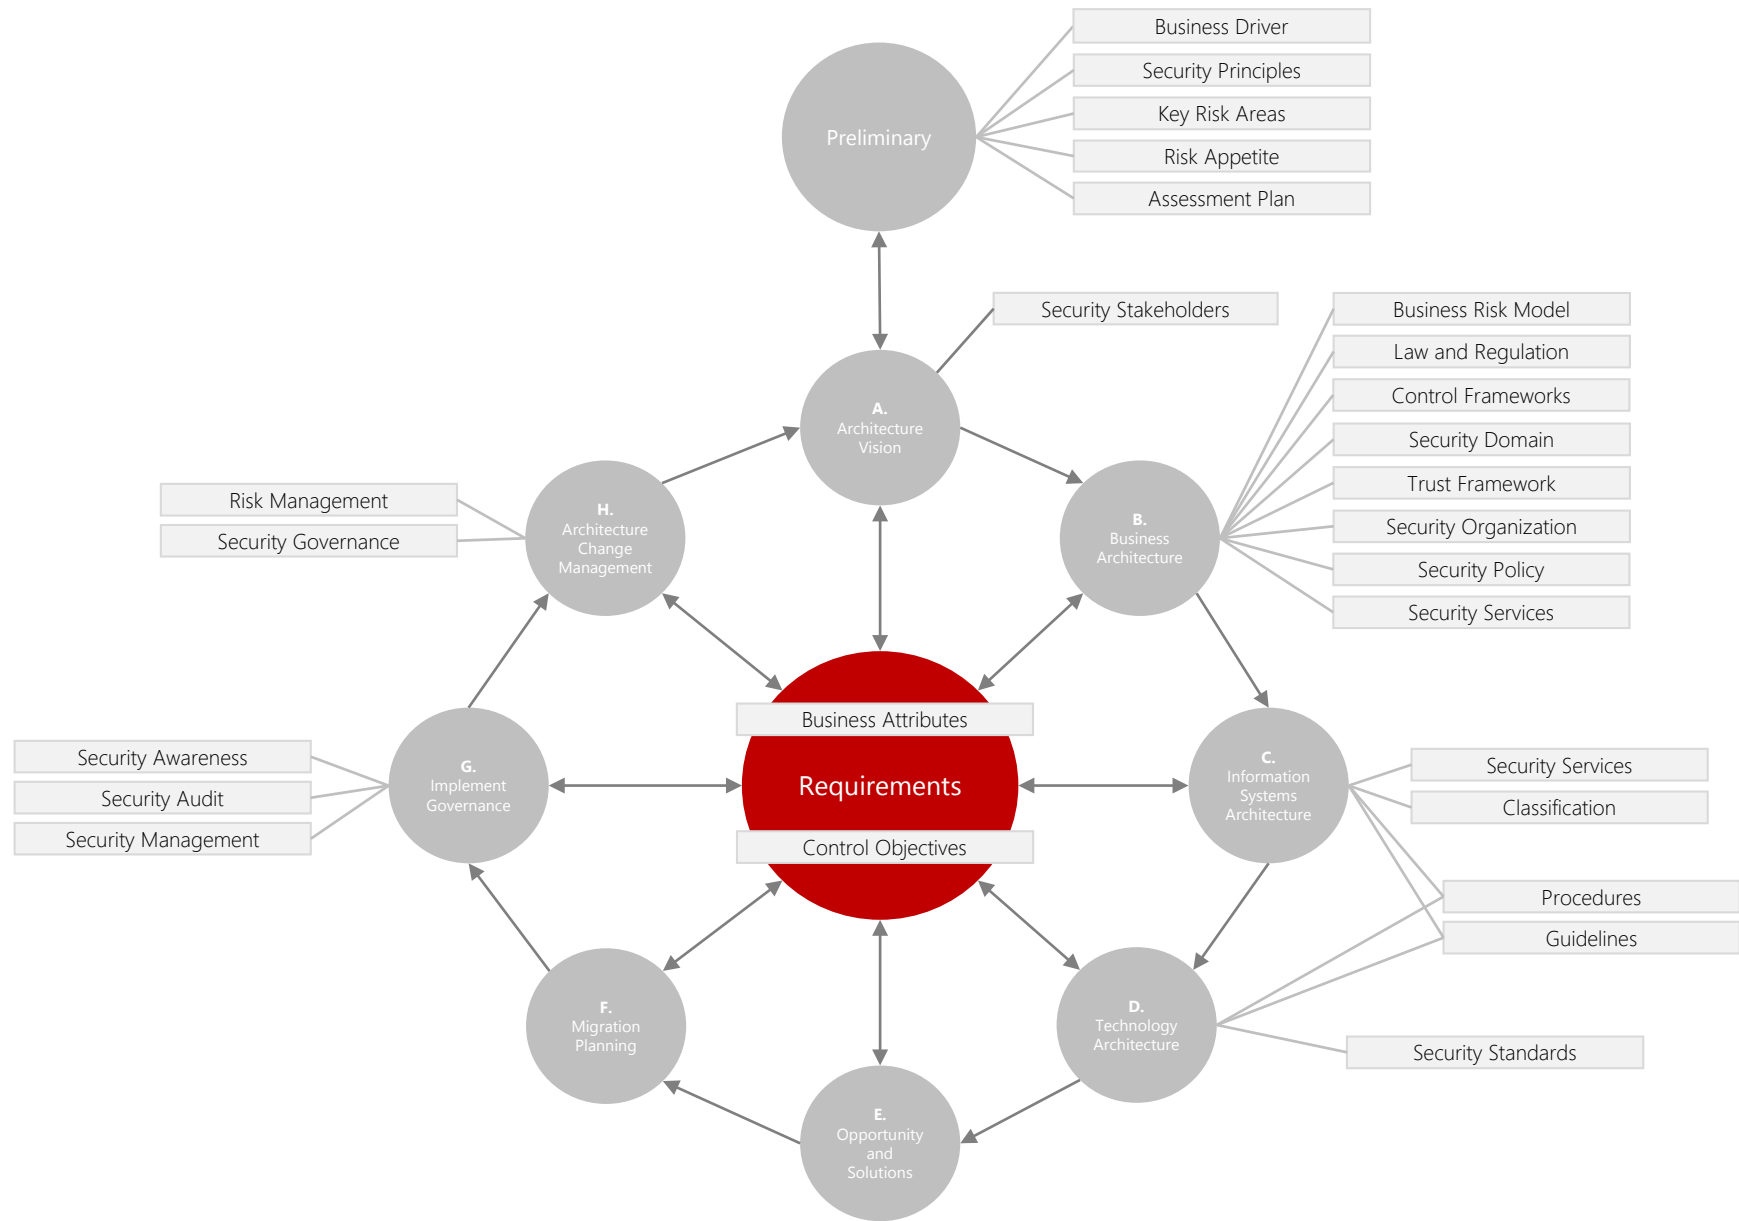 Business Driver
Security Principles
Key Risk Areas
Risk Appetite
Assessment Plan
Preliminary
Security Stakeholders
A.
Architecture
Vision
Business Risk Model
Law and Regulation
Control Frameworks
Security Domain
Trust Framework
Security Organization
Security Policy
Security Services
B.
Business
Architecture
Risk Management
Security Governance
H.
Architecture
Change
Management
Business Attributes
Requirements
Control Objectives
Security Awareness
Security Audit
Security Management
G.
Implement
Governance
C.
Information
Systems
Architecture
Security Services
Classification
Procedures
Guidelines
F.
Migration
Planning
D.
Technology
Architecture
Security Standards
E.
Opportunity
and
Solutions